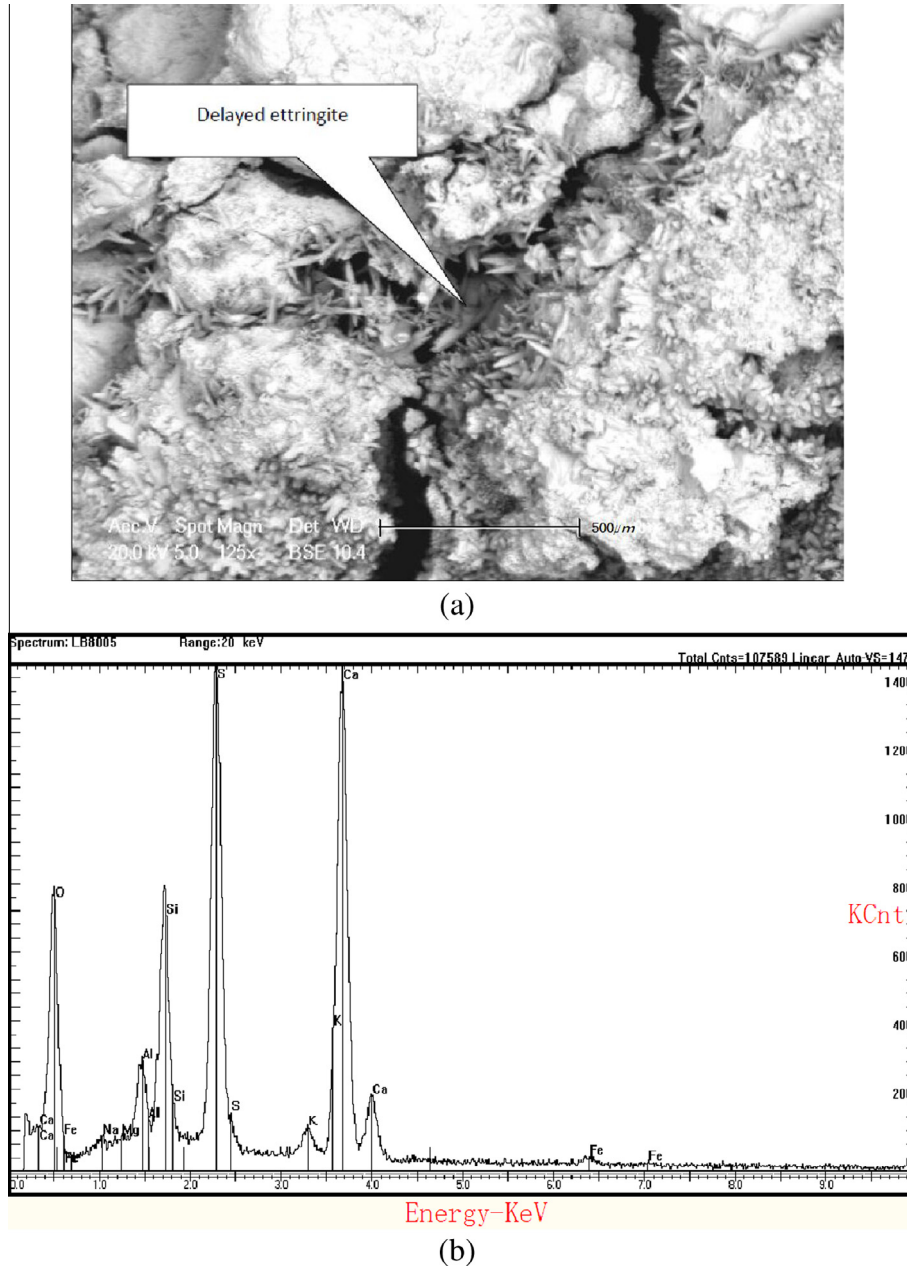 Delayed ettringite
Acc.V Spot Magn Det WD
20.0 kV 5.0 125x BSE 10.4
500µm
(a)
Spectrum: LB8005 Range:20 keV
Total Cnts=107589 Linear Auto-VS=147
S Ca
1400
1200
1000
O Si
800
KCnt
600
K
400
Al
Si Al S K Ca
200
Ca Ca Fe Na Mg Fe Fe
0.0 1.0 2.0 3.0 4.0 5.0 6.0 7.0 8.0 9.0
Energy-KeV
(b)